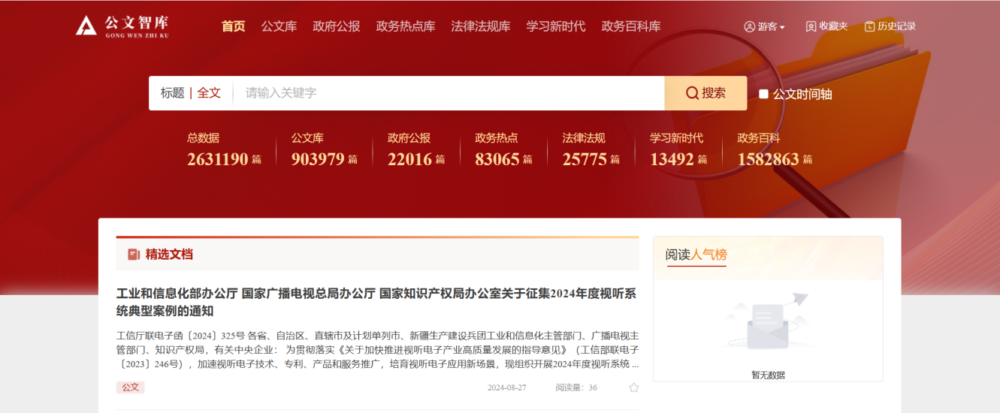 公文智库
GONG WEN ZHI KU
首页 公文库 政府公报 政务热点库 法律法规库 学习新时代 政务百科库
游客 收藏夹 历史记录
标题 | 全文 请输入关键字 搜索 公文时间轴
总数据 公文库 政府公报 政务热点 法律法规 学习新时代 政务百科
2631190 篇 903979 篇 22016 篇 83065 篇 25775 篇 13492 篇 1582863 篇
精选文档
阅读人气榜
工业和信息化部办公厅 国家广播电视总局办公厅 国家知识产权局办公室关于征集2024年度视听系
统典型案例的通知
工信厅联电子函〔2024〕325号 各省、自治区、直辖市及计划单列市、新疆生产建设兵团工业和信息化主管部门、广播电视主
管部门、知识产权局，有关中央企业： 为贯彻落实《关于加快推进视听电子产业高质量发展的指导意见》（工信部联电子
〔2023〕246号），加速视听电子技术、专利、产品和服务推广，培育视听电子应用新场景，现组织开展2024年度视听系统 ...
暂无数据
公文 2024-08-27 阅读量：36